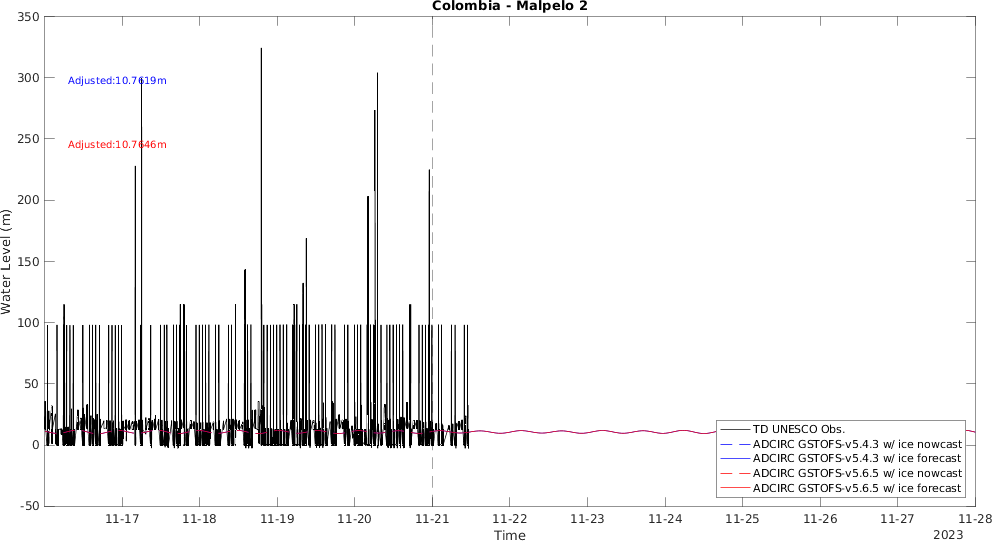 Colombia - Malpelo 2
350
300
250
200
150
100
50
0
-50
Water Level (m)
Adjusted:10.7619m
Adjusted:10.7646m
TD UNESCO Obs.
ADCIRC GSTOFS-v5.4.3 w/ ice nowcast
ADCIRC GSTOFS-v5.4.3 w/ ice forecast
ADCIRC GSTOFS-v5.6.5 w/ ice nowcast
ADCIRC GSTOFS-v5.6.5 w/ ice forecast
11-17 11-18 11-19 11-20 11-21 11-22 11-23 11-24 11-25 11-26 11-27 11-28
Time
2023